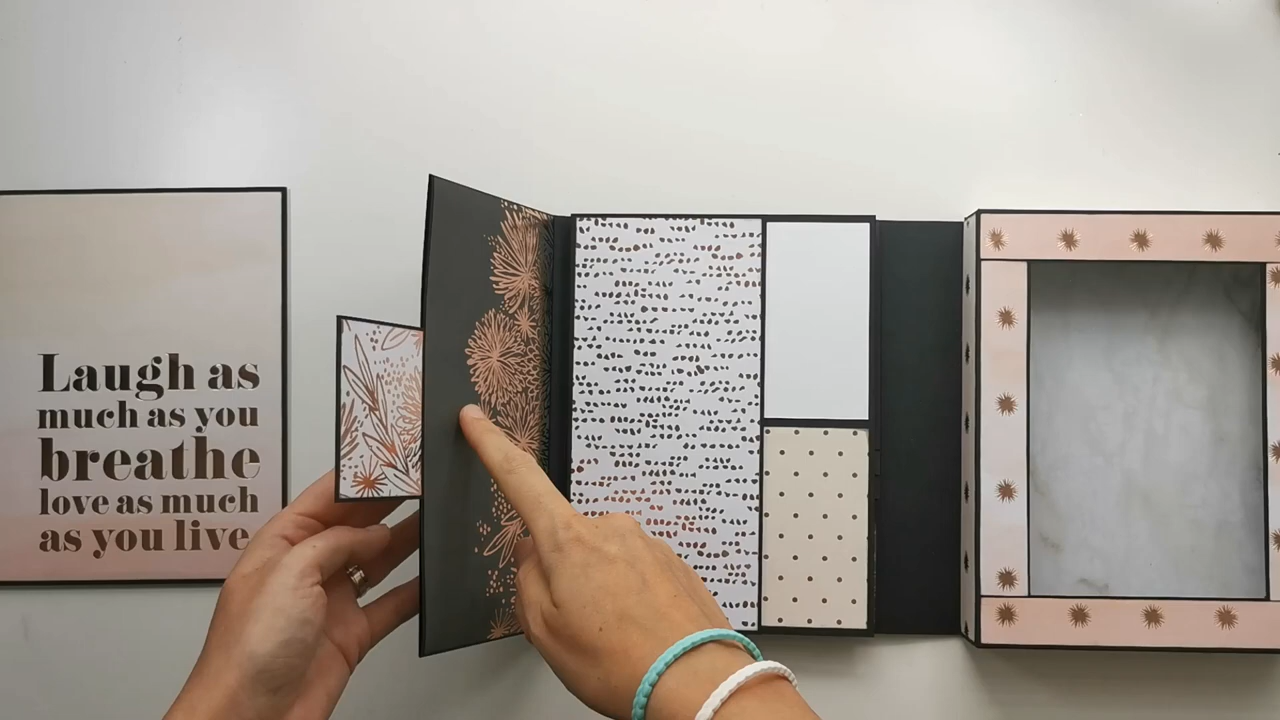 Laugh as
much as you
breathe
love as much
as you live